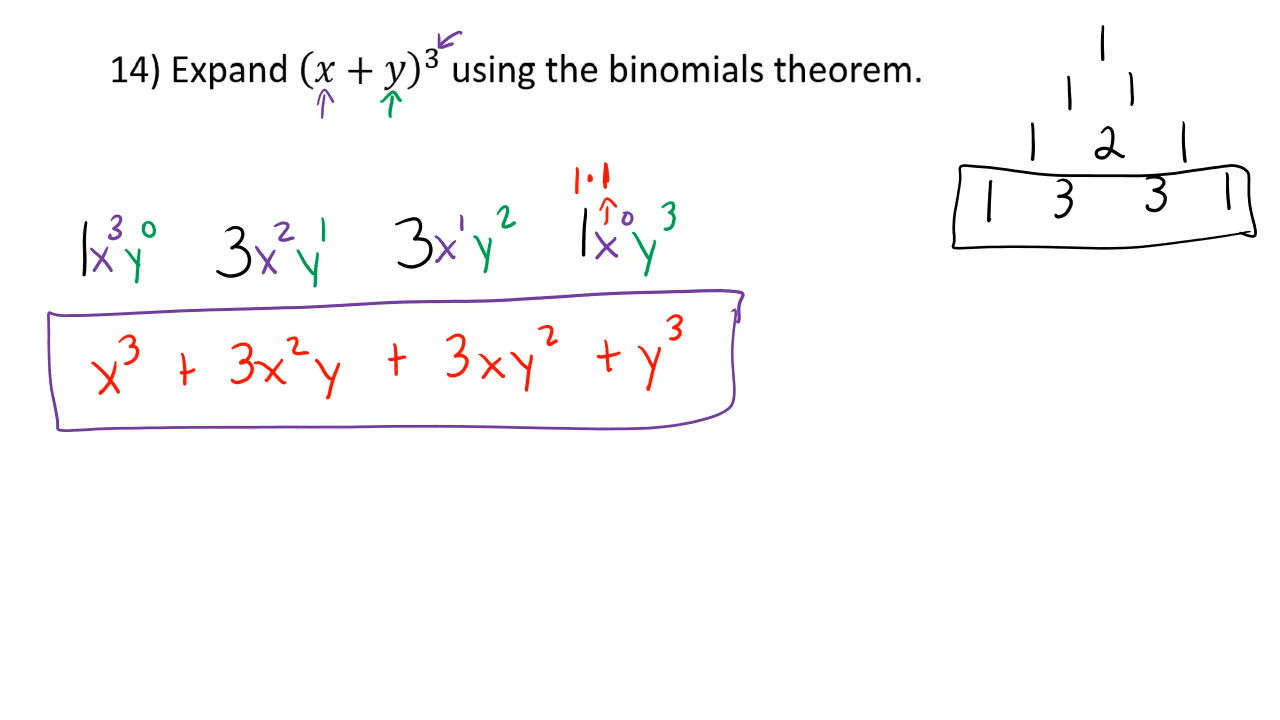 14) Expand (x + y)³ using the binomials theorem.
1
1 1
1 2 1
1 3 3 1
1·1
1x³y⁰ 3x²y¹ 3x¹y² 1x⁰y³
x³ + 3x²y + 3xy² + y³